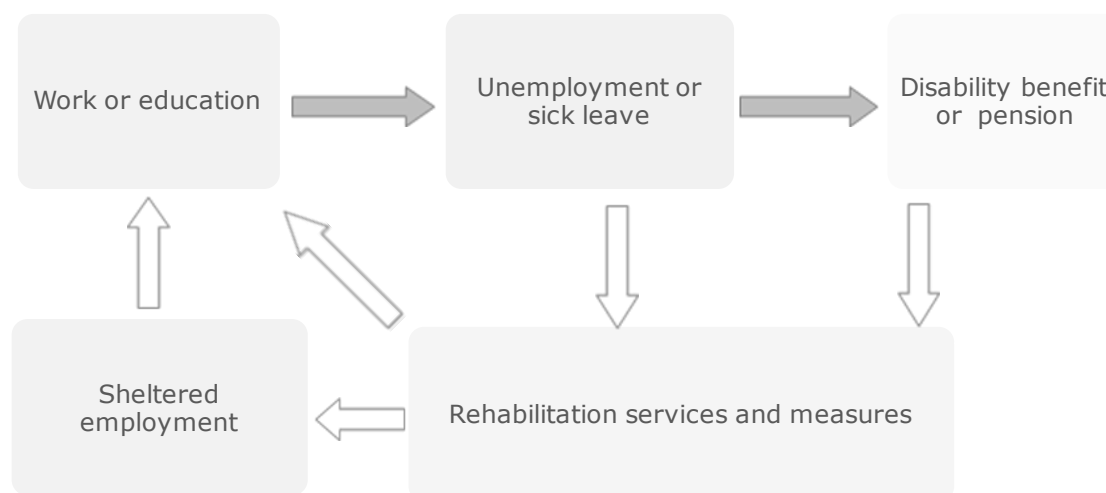 Work or education
Unemployment or
sick leave
Disability benefit
or pension
Sheltered
employment
Rehabilitation services and measures